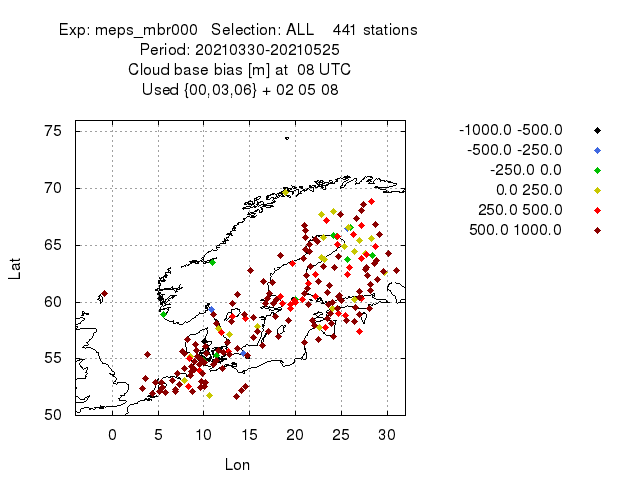 Exp: meps_mbr000 Selection: ALL 441 stations
Period: 20210330-20210525
Cloud base bias [m] at 08 UTC
Used {00,03,06} + 02 05 08
75
70
65
60
55
50
Lat
0 5 10 15 20 25 30
Lon
-1000.0 -500.0
-500.0 -250.0
-250.0 0.0
0.0 250.0
250.0 500.0
500.0 1000.0